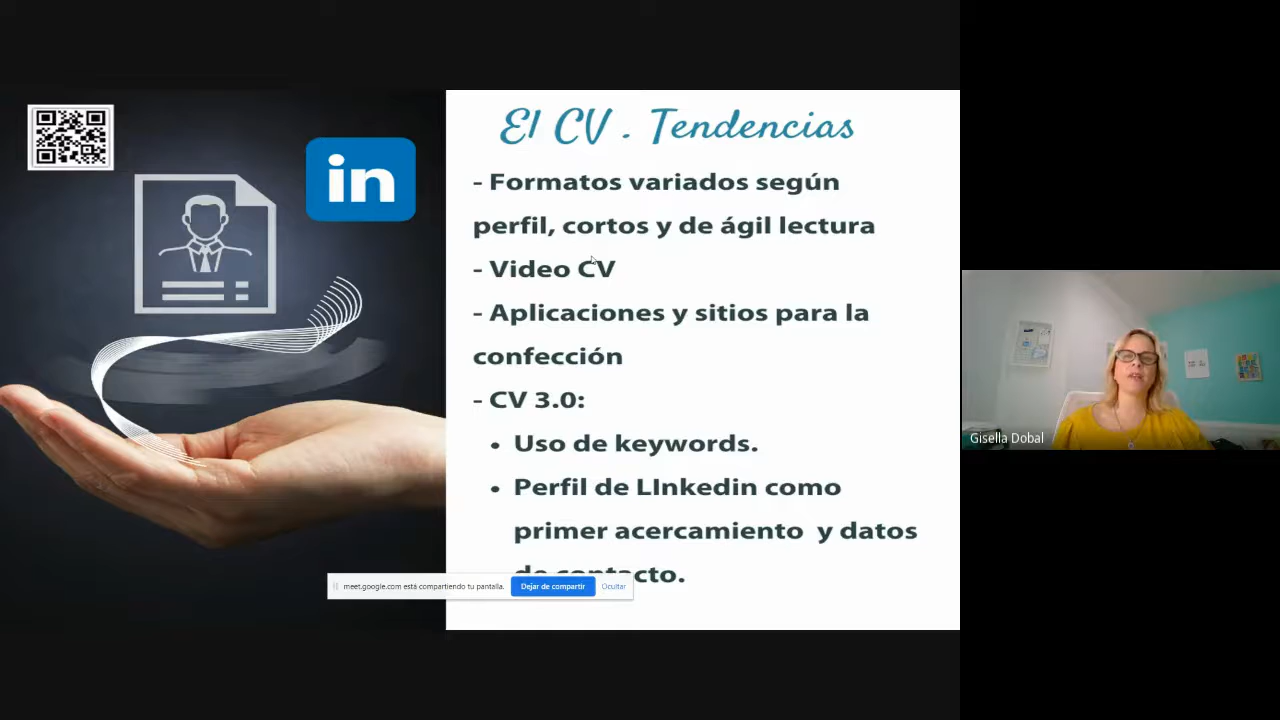 in
El CV . Tendencias
- Formatos variados según
perfil, cortos y de ágil lectura
- Video CV
- Aplicaciones y sitios para la
confección
- CV 3.0:
• Uso de keywords.
• Perfil de LInkedin como
primer acercamiento y datos
de contacto.
meet.google.com está compartiendo tu pantalla.
Dejar de compartir
Ocultar
Gisella Dobal